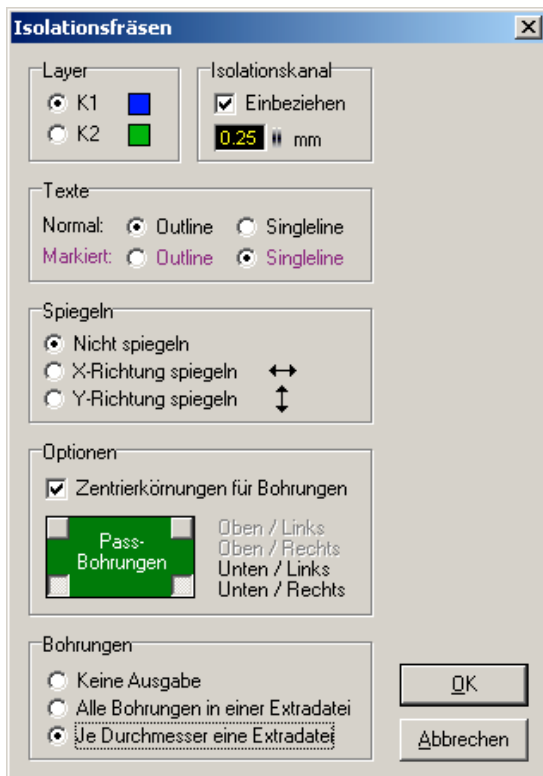 Isolationsfräsen
Layer
K1
K2
Isolationskanal
Einbeziehen
0.25 mm
Texte
Normal: Outline Singleline
Markiert: Outline Singleline
Spiegeln
Nicht spiegeln
X-Richtung spiegeln
Y-Richtung spiegeln
Optionen
Zentrierkörnungen für Bohrungen
Pass-
Bohrungen
Oben / Links
Oben / Rechts
Unten / Links
Unten / Rechts
Bohrungen
Keine Ausgabe
Alle Bohrungen in einer Extradatei
Je Durchmesser eine Extradatei
OK
Abbrechen